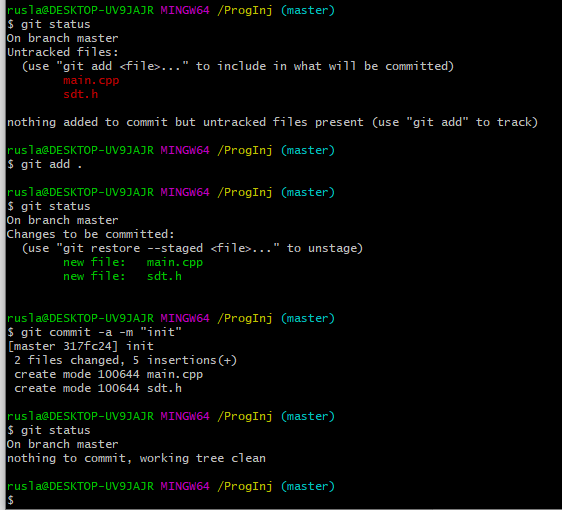 rusla@DESKTOP-UV9JAJR MINGW64 /ProgInj (master)
$ git status
On branch master
Untracked files:
  (use "git add <file>..." to include in what will be committed)
        main.cpp
        sdt.h

nothing added to commit but untracked files present (use "git add" to track)

rusla@DESKTOP-UV9JAJR MINGW64 /ProgInj (master)
$ git add .

rusla@DESKTOP-UV9JAJR MINGW64 /ProgInj (master)
$ git status
On branch master
Changes to be committed:
  (use "git restore --staged <file>..." to unstage)
        new file:   main.cpp
        new file:   sdt.h


rusla@DESKTOP-UV9JAJR MINGW64 /ProgInj (master)
$ git commit -a -m "init"
[master 317fc24] init
 2 files changed, 5 insertions(+)
 create mode 100644 main.cpp
 create mode 100644 sdt.h

rusla@DESKTOP-UV9JAJR MINGW64 /ProgInj (master)
$ git status
On branch master
nothing to commit, working tree clean

rusla@DESKTOP-UV9JAJR MINGW64 /ProgInj (master)
$